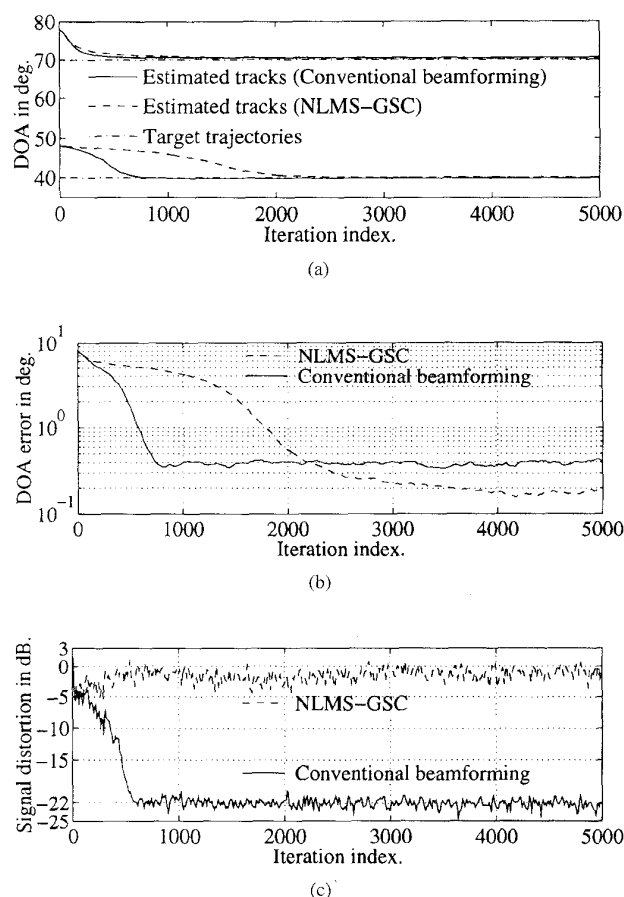 80
70
60
50
40
DOA in deg.
Estimated tracks (Conventional beamforming)
Estimated tracks (NLMS-GSC)
Target trajectories
0 1000 2000 3000 4000 5000
Iteration index.
(a)
10^1
10^0
10^-1
DOA error in deg.
NLMS-GSC
Conventional beamforming
0 1000 2000 3000 4000 5000
Iteration index.
(b)
3
0
-5
-10
-15
-22
-25
Signal distortion in dB.
NLMS-GSC
Conventional beamforming
0 1000 2000 3000 4000 5000
Iteration index.
(c)